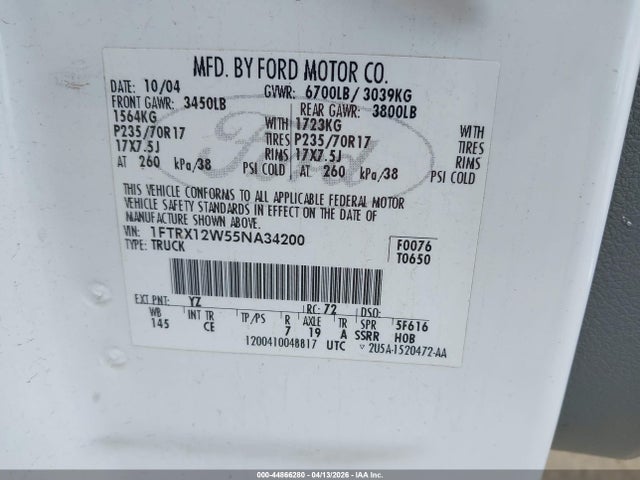 MFD. BY FORD MOTOR CO.
DATE: 10/04 GVWR: 6700LB/ 3039KG
FRONT GAWR: 3450LB REAR GAWR: 3800LB
1564KG WITH 1723KG WITH
P235/70R17 TIRES P235/70R17 TIRES
17X7.5J RIMS 17X7.5J RIMS
AT 260 kPa/38 PSI COLD AT 260 kPa/38 PSI COLD
THIS VEHICLE CONFORMS TO ALL APPLICABLE FEDERAL MOTOR
VEHICLE SAFETY STANDARDS IN EFFECT ON THE DATE OF
MANUFACTURE SHOWN ABOVE.
VIN: 1FTRX12W55NA34200 F0076
TYPE: TRUCK T0650
EXT PNT: YZ RC: 72 DSO:
WB INT TR TP/PS R AXLE TR SPR 5F616
145 CE 7 19 A SSRR H0B
1200410048817 UTC 2U5A-1520472-AA
Ford
000-44866280 - 04/13/2026 - IAA Inc.